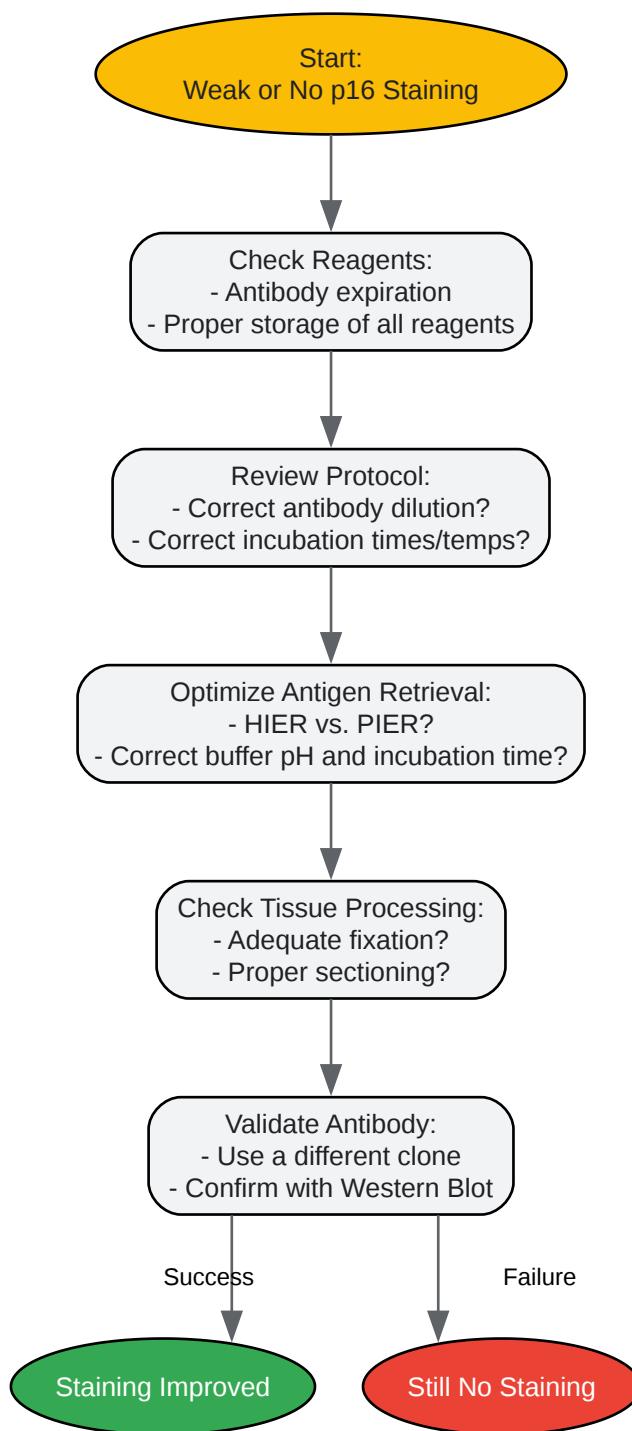 Start:
Weak or No p16 Staining
Check Reagents:
- Antibody expiration
- Proper storage of all reagents
Review Protocol:
- Correct antibody dilution?
- Correct incubation times/temps?
Optimize Antigen Retrieval:
- HIER vs. PIER?
- Correct buffer pH and incubation time?
Check Tissue Processing:
- Adequate fixation?
- Proper sectioning?
Validate Antibody:
- Use a different clone
- Confirm with Western Blot
Success
Failure
Staining Improved
Still No Staining